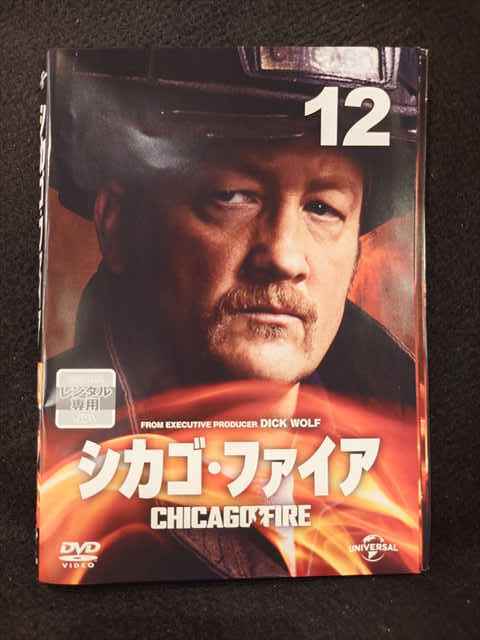 12
レンタル
専用
FROM EXECUTIVE PRODUCER DICK WOLF
シカゴ・ファイア
CHICAGO FIRE
DVD
VIDEO
UNIVERSAL